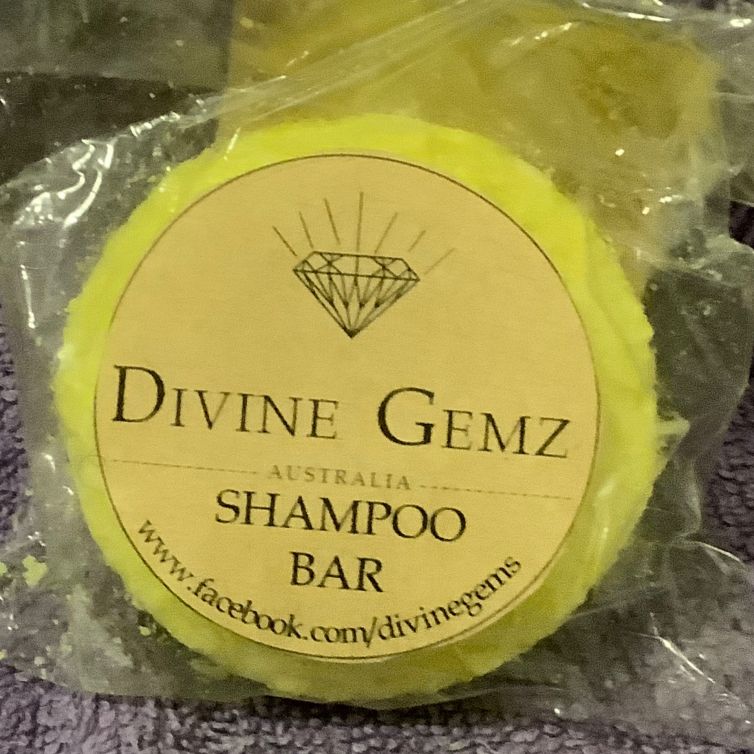 DIVINE GEMZ
AUSTRALIA
SHAMPOO
BAR
www.facebook.com/divinegems